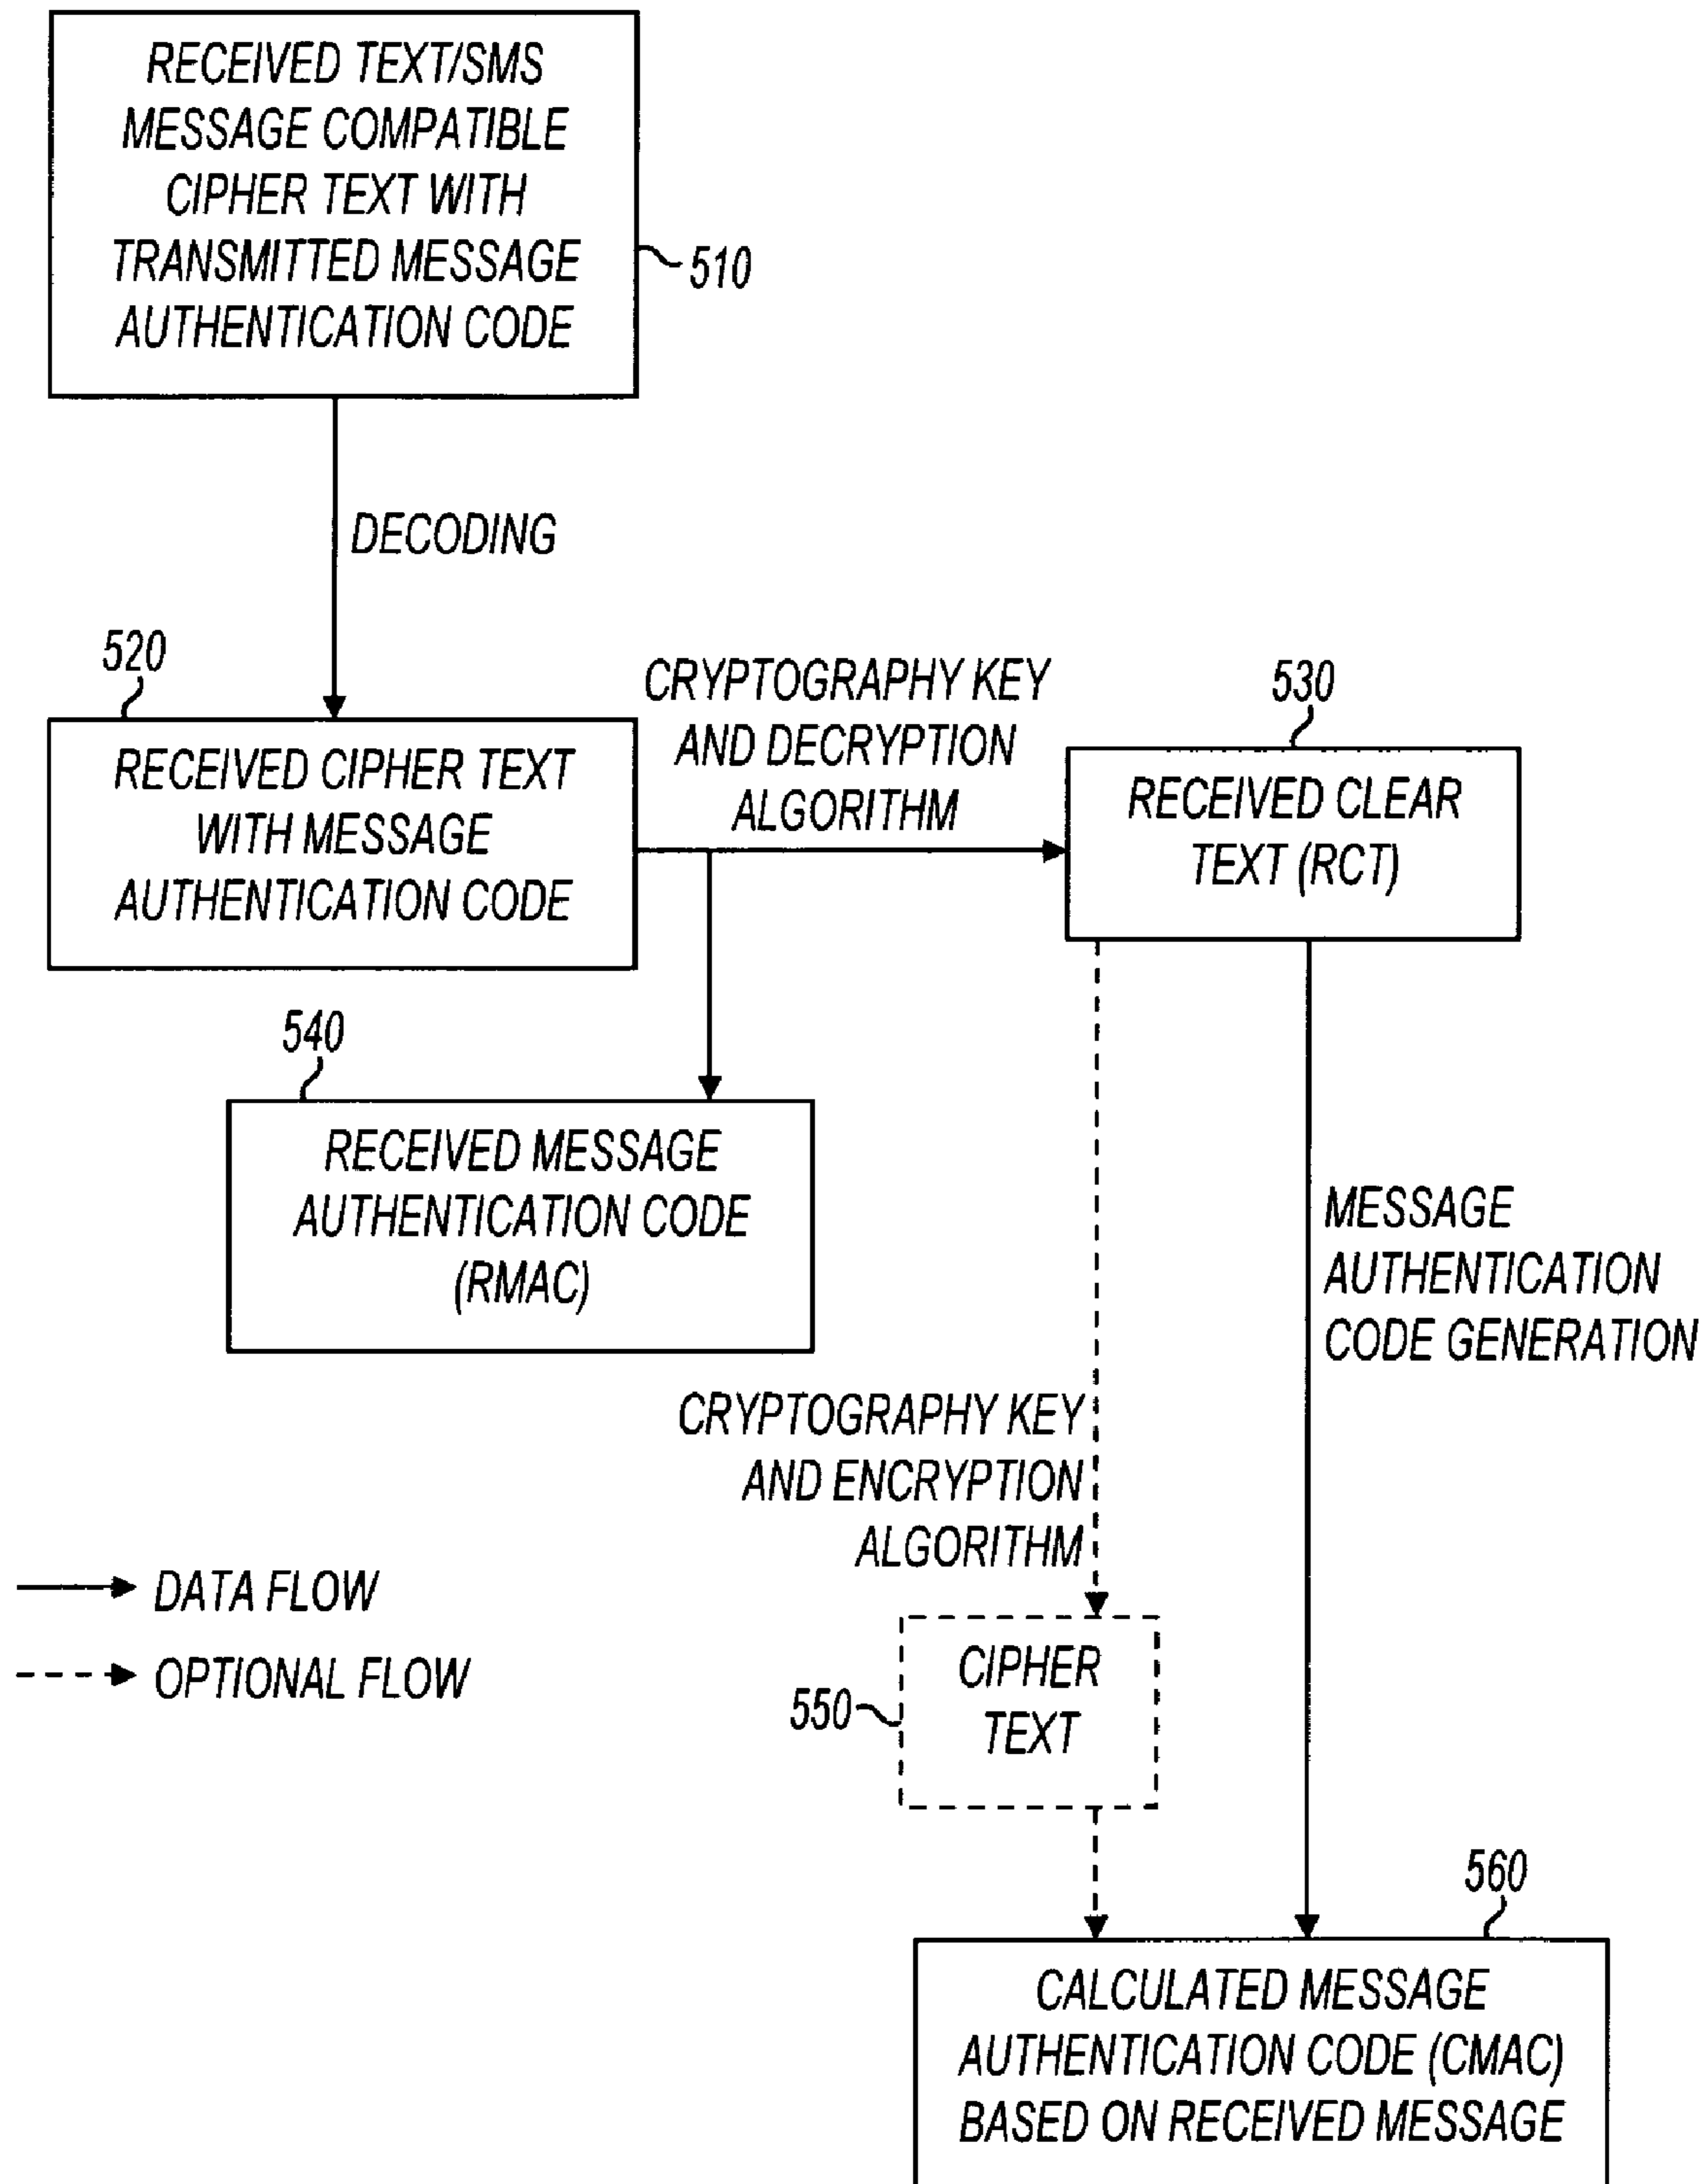 RECEIVED TEXT/SMS
MESSAGE COMPATIBLE
CIPHER TEXT WITH
TRANSMITTED MESSAGE
AUTHENTICATION CODE
510
DECODING
520
RECEIVED CIPHER TEXT
WITH MESSAGE
AUTHENTICATION CODE
CRYPTOGRAPHY KEY
AND DECRYPTION
ALGORITHM
530
RECEIVED CLEAR
TEXT (RCT)
540
RECEIVED MESSAGE
AUTHENTICATION CODE
(RMAC)
MESSAGE
AUTHENTICATION
CODE GENERATION
CRYPTOGRAPHY KEY
AND ENCRYPTION
ALGORITHM
DATA FLOW
OPTIONAL FLOW
550
CIPHER
TEXT
560
CALCULATED MESSAGE
AUTHENTICATION CODE (CMAC)
BASED ON RECEIVED MESSAGE